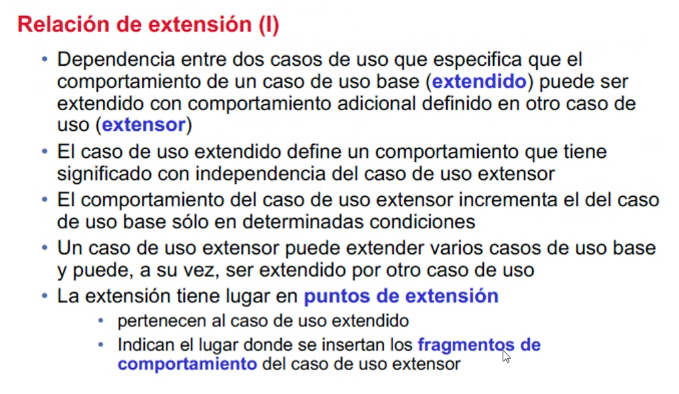 Relación de extensión (I)
• Dependencia entre dos casos de uso que especifica que el
comportamiento de un caso de uso base (extendido) puede ser
extendido con comportamiento adicional definido en otro caso de
uso (extensor)
• El caso de uso extendido define un comportamiento que tiene
significado con independencia del caso de uso extensor
• El comportamiento del caso de uso extensor incrementa el del caso
de uso base sólo en determinadas condiciones
• Un caso de uso extensor puede extender varios casos de uso base
y puede, a su vez, ser extendido por otro caso de uso
• La extensión tiene lugar en puntos de extensión
• pertenecen al caso de uso extendido
• Indican el lugar donde se insertan los fragmentos de
comportamiento del caso de uso extensor